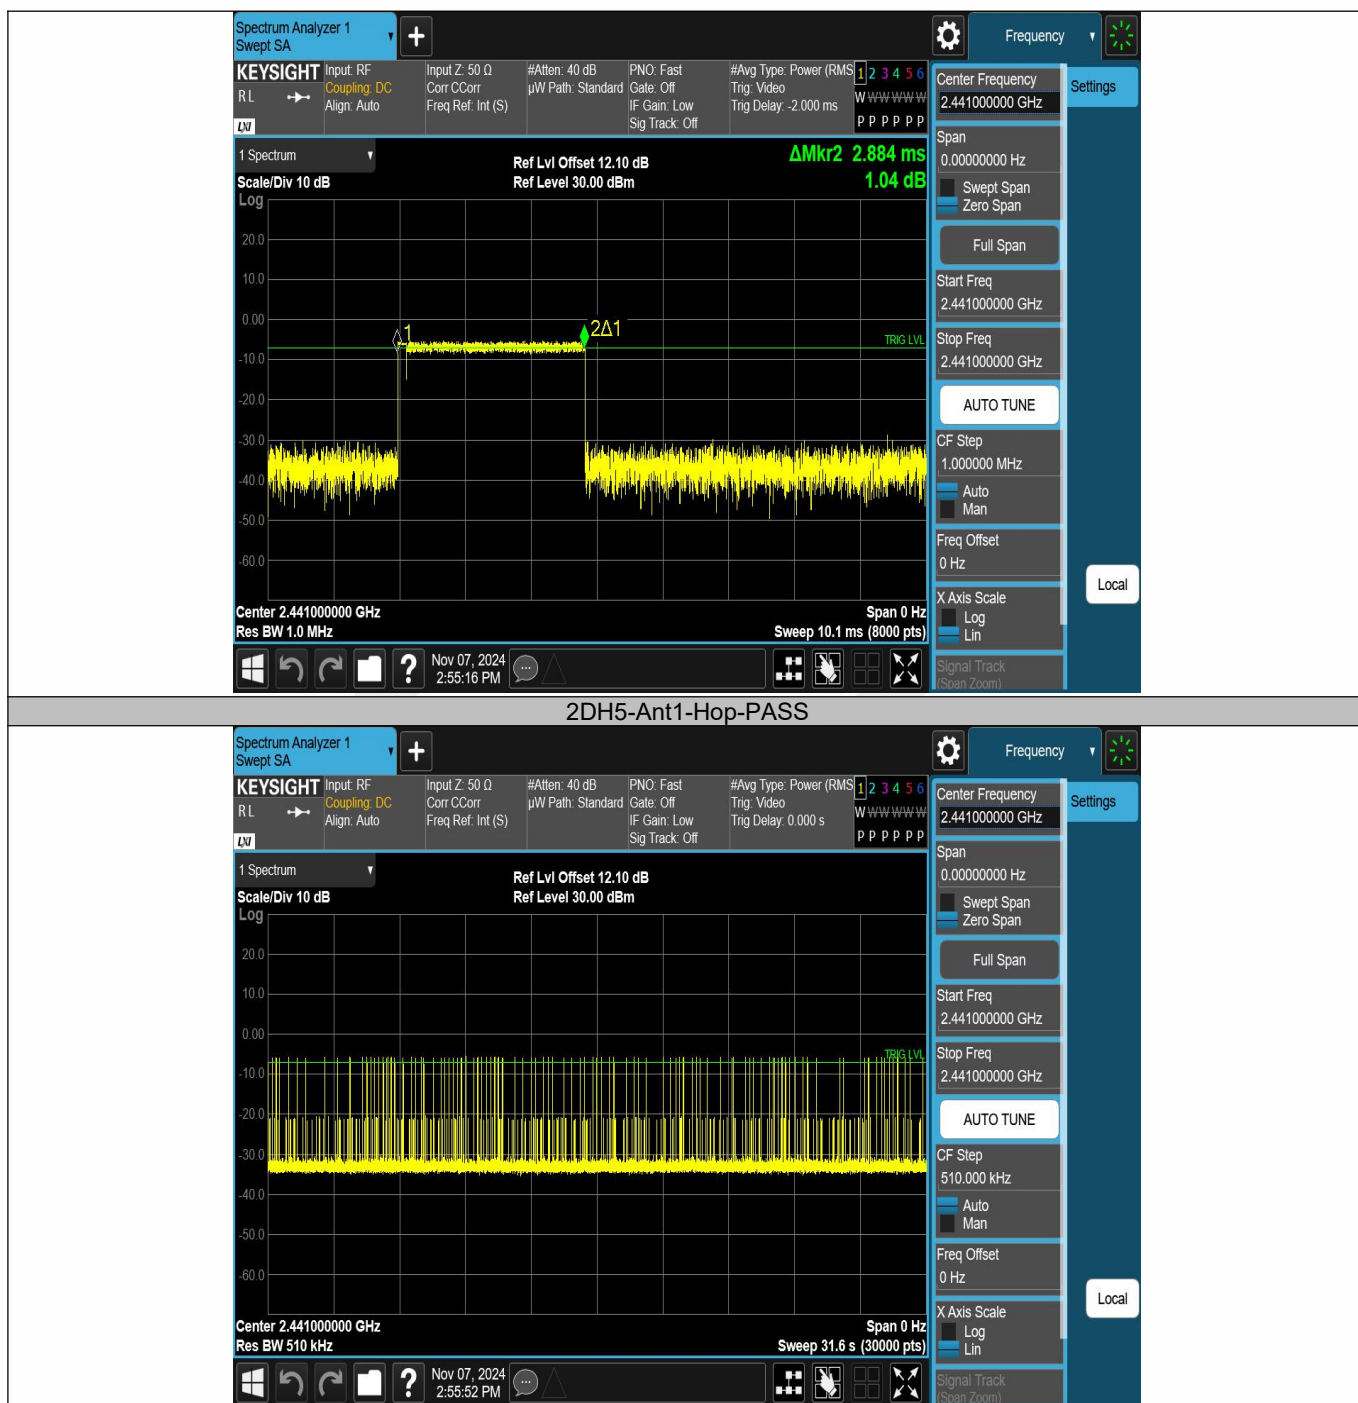 Spectrum Analyzer 1
Swept SA
Frequency
KEYSIGHT
RL
LXI
Input: RF
Coupling: DC
Align: Auto
Input Z: 50 Ω
Corr CCorr
Freq Ref: Int (S)
#Atten: 40 dB
µW Path: Standard
PNO: Fast
Gate: Off
IF Gain: Low
Sig Track: Off
#Avg Type: Power (RMS
Trig: Video
Trig Delay: -2.000 ms
1 2 3 4 5 6
W W W W W W
P P P P P P
1 Spectrum
Scale/Div 10 dB
Log
Ref Lvl Offset 12.10 dB
Ref Level 30.00 dBm
ΔMkr2 2.884 ms
1.04 dB
20.0
10.0
0.00
-10.0
-20.0
-30.0
-40.0
-50.0
-60.0
1
2Δ1
TRIG LVL
Center 2.441000000 GHz
Res BW 1.0 MHz
Span 0 Hz
Sweep 10.1 ms (8000 pts)
Nov 07, 2024
2:55:16 PM
Center Frequency
2.441000000 GHz
Settings
Span
0.00000000 Hz
Swept Span
Zero Span
Full Span
Start Freq
2.441000000 GHz
Stop Freq
2.441000000 GHz
AUTO TUNE
CF Step
1.000000 MHz
Auto
Man
Freq Offset
0 Hz
X Axis Scale
Log
Lin
Signal Track
(Span Zoom)
Local
2DH5-Ant1-Hop-PASS
Spectrum Analyzer 1
Swept SA
Frequency
KEYSIGHT
RL
LXI
Input: RF
Coupling: DC
Align: Auto
Input Z: 50 Ω
Corr CCorr
Freq Ref: Int (S)
#Atten: 40 dB
µW Path: Standard
PNO: Fast
Gate: Off
IF Gain: Low
Sig Track: Off
#Avg Type: Power (RMS
Trig: Video
Trig Delay: 0.000 s
1 2 3 4 5 6
W W W W W W
P P P P P P
1 Spectrum
Scale/Div 10 dB
Log
Ref Lvl Offset 12.10 dB
Ref Level 30.00 dBm
20.0
10.0
0.00
-10.0
-20.0
-30.0
-40.0
-50.0
-60.0
TRIG LVL
Center 2.441000000 GHz
Res BW 510 kHz
Span 0 Hz
Sweep 31.6 s (30000 pts)
Nov 07, 2024
2:55:52 PM
Center Frequency
2.441000000 GHz
Settings
Span
0.00000000 Hz
Swept Span
Zero Span
Full Span
Start Freq
2.441000000 GHz
Stop Freq
2.441000000 GHz
AUTO TUNE
CF Step
510.000 kHz
Auto
Man
Freq Offset
0 Hz
X Axis Scale
Log
Lin
Signal Track
(Span Zoom)
Local